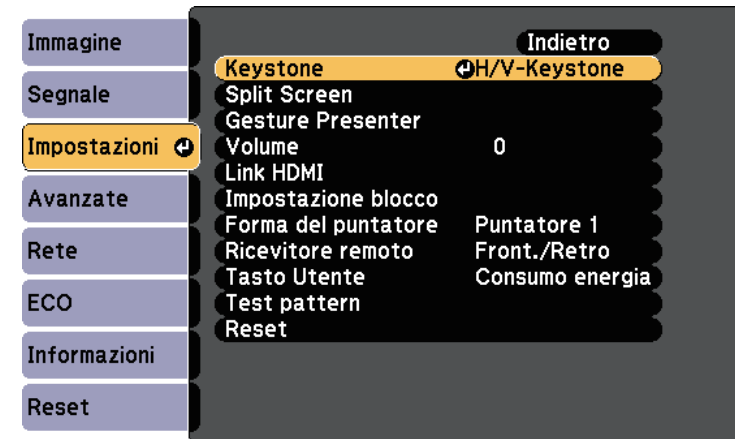 Immagine
Segnale
Impostazioni
Avanzate
Rete
ECO
Informazioni
Reset
Indietro
Keystone H/V-Keystone
Split Screen
Gesture Presenter
Volume 0
Link HDMI
Impostazione blocco
Forma del puntatore Puntatore 1
Ricevitore remoto Front./Retro
Tasto Utente Consumo energia
Test pattern
Reset